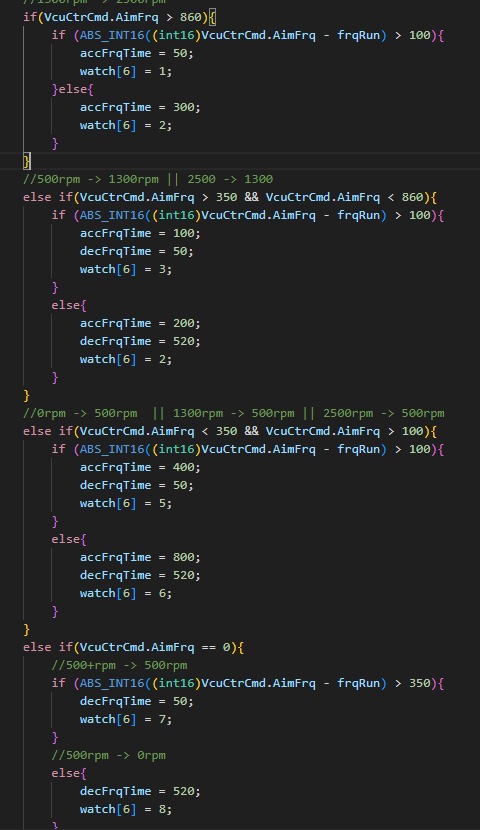 //1300rpm -> 2500rpm
if(VcuCtrCmd.AimFrq > 860){
if (ABS_INT16((int16)VcuCtrCmd.AimFrq - frqRun) > 100){
accFrqTime = 50;
watch[6] = 1;
}else{
accFrqTime = 300;
watch[6] = 2;
}
}
//500rpm -> 1300rpm || 2500 -> 1300
else if(VcuCtrCmd.AimFrq > 350 && VcuCtrCmd.AimFrq < 860){
if (ABS_INT16((int16)VcuCtrCmd.AimFrq - frqRun) > 100){
accFrqTime = 100;
decFrqTime = 50;
watch[6] = 3;
}
else{
accFrqTime = 200;
decFrqTime = 520;
watch[6] = 2;
}
}
//0rpm -> 500rpm  || 1300rpm -> 500rpm || 2500rpm -> 500rpm
else if(VcuCtrCmd.AimFrq < 350 && VcuCtrCmd.AimFrq > 100){
if (ABS_INT16((int16)VcuCtrCmd.AimFrq - frqRun) > 100){
accFrqTime = 400;
decFrqTime = 50;
watch[6] = 5;
}
else{
accFrqTime = 800;
decFrqTime = 520;
watch[6] = 6;
}
}
else if(VcuCtrCmd.AimFrq == 0){
//500+rpm -> 500rpm
if (ABS_INT16((int16)VcuCtrCmd.AimFrq - frqRun) > 350){
decFrqTime = 50;
watch[6] = 7;
}
//500rpm -> 0rpm
else{
decFrqTime = 520;
watch[6] = 8;
}